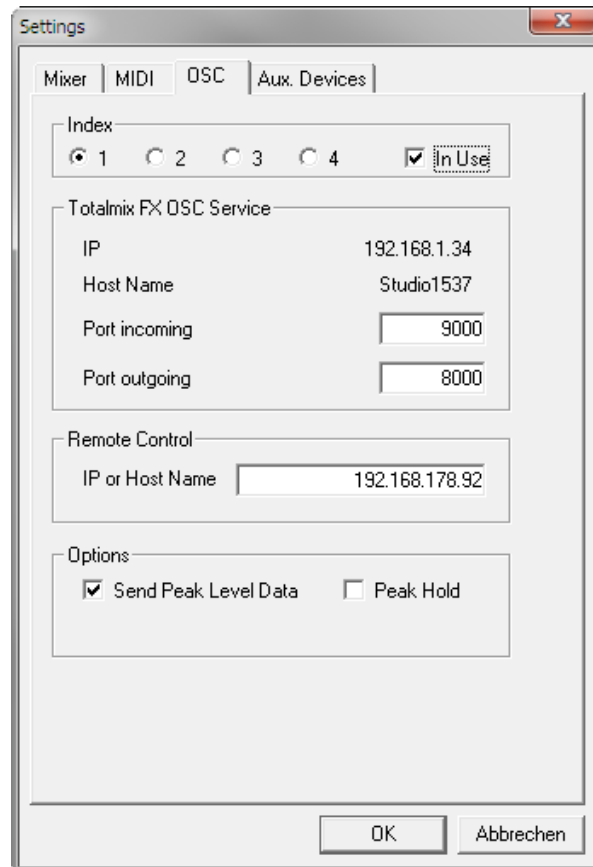 Settings
Mixer MIDI OSC Aux. Devices
Index
1 2 3 4 In Use
Totalmix FX OSC Service
IP 192.168.1.34
Host Name Studio1537
Port incoming 9000
Port outgoing 8000
Remote Control
IP or Host Name 192.168.178.92
Options
Send Peak Level Data Peak Hold
OK Abbrechen